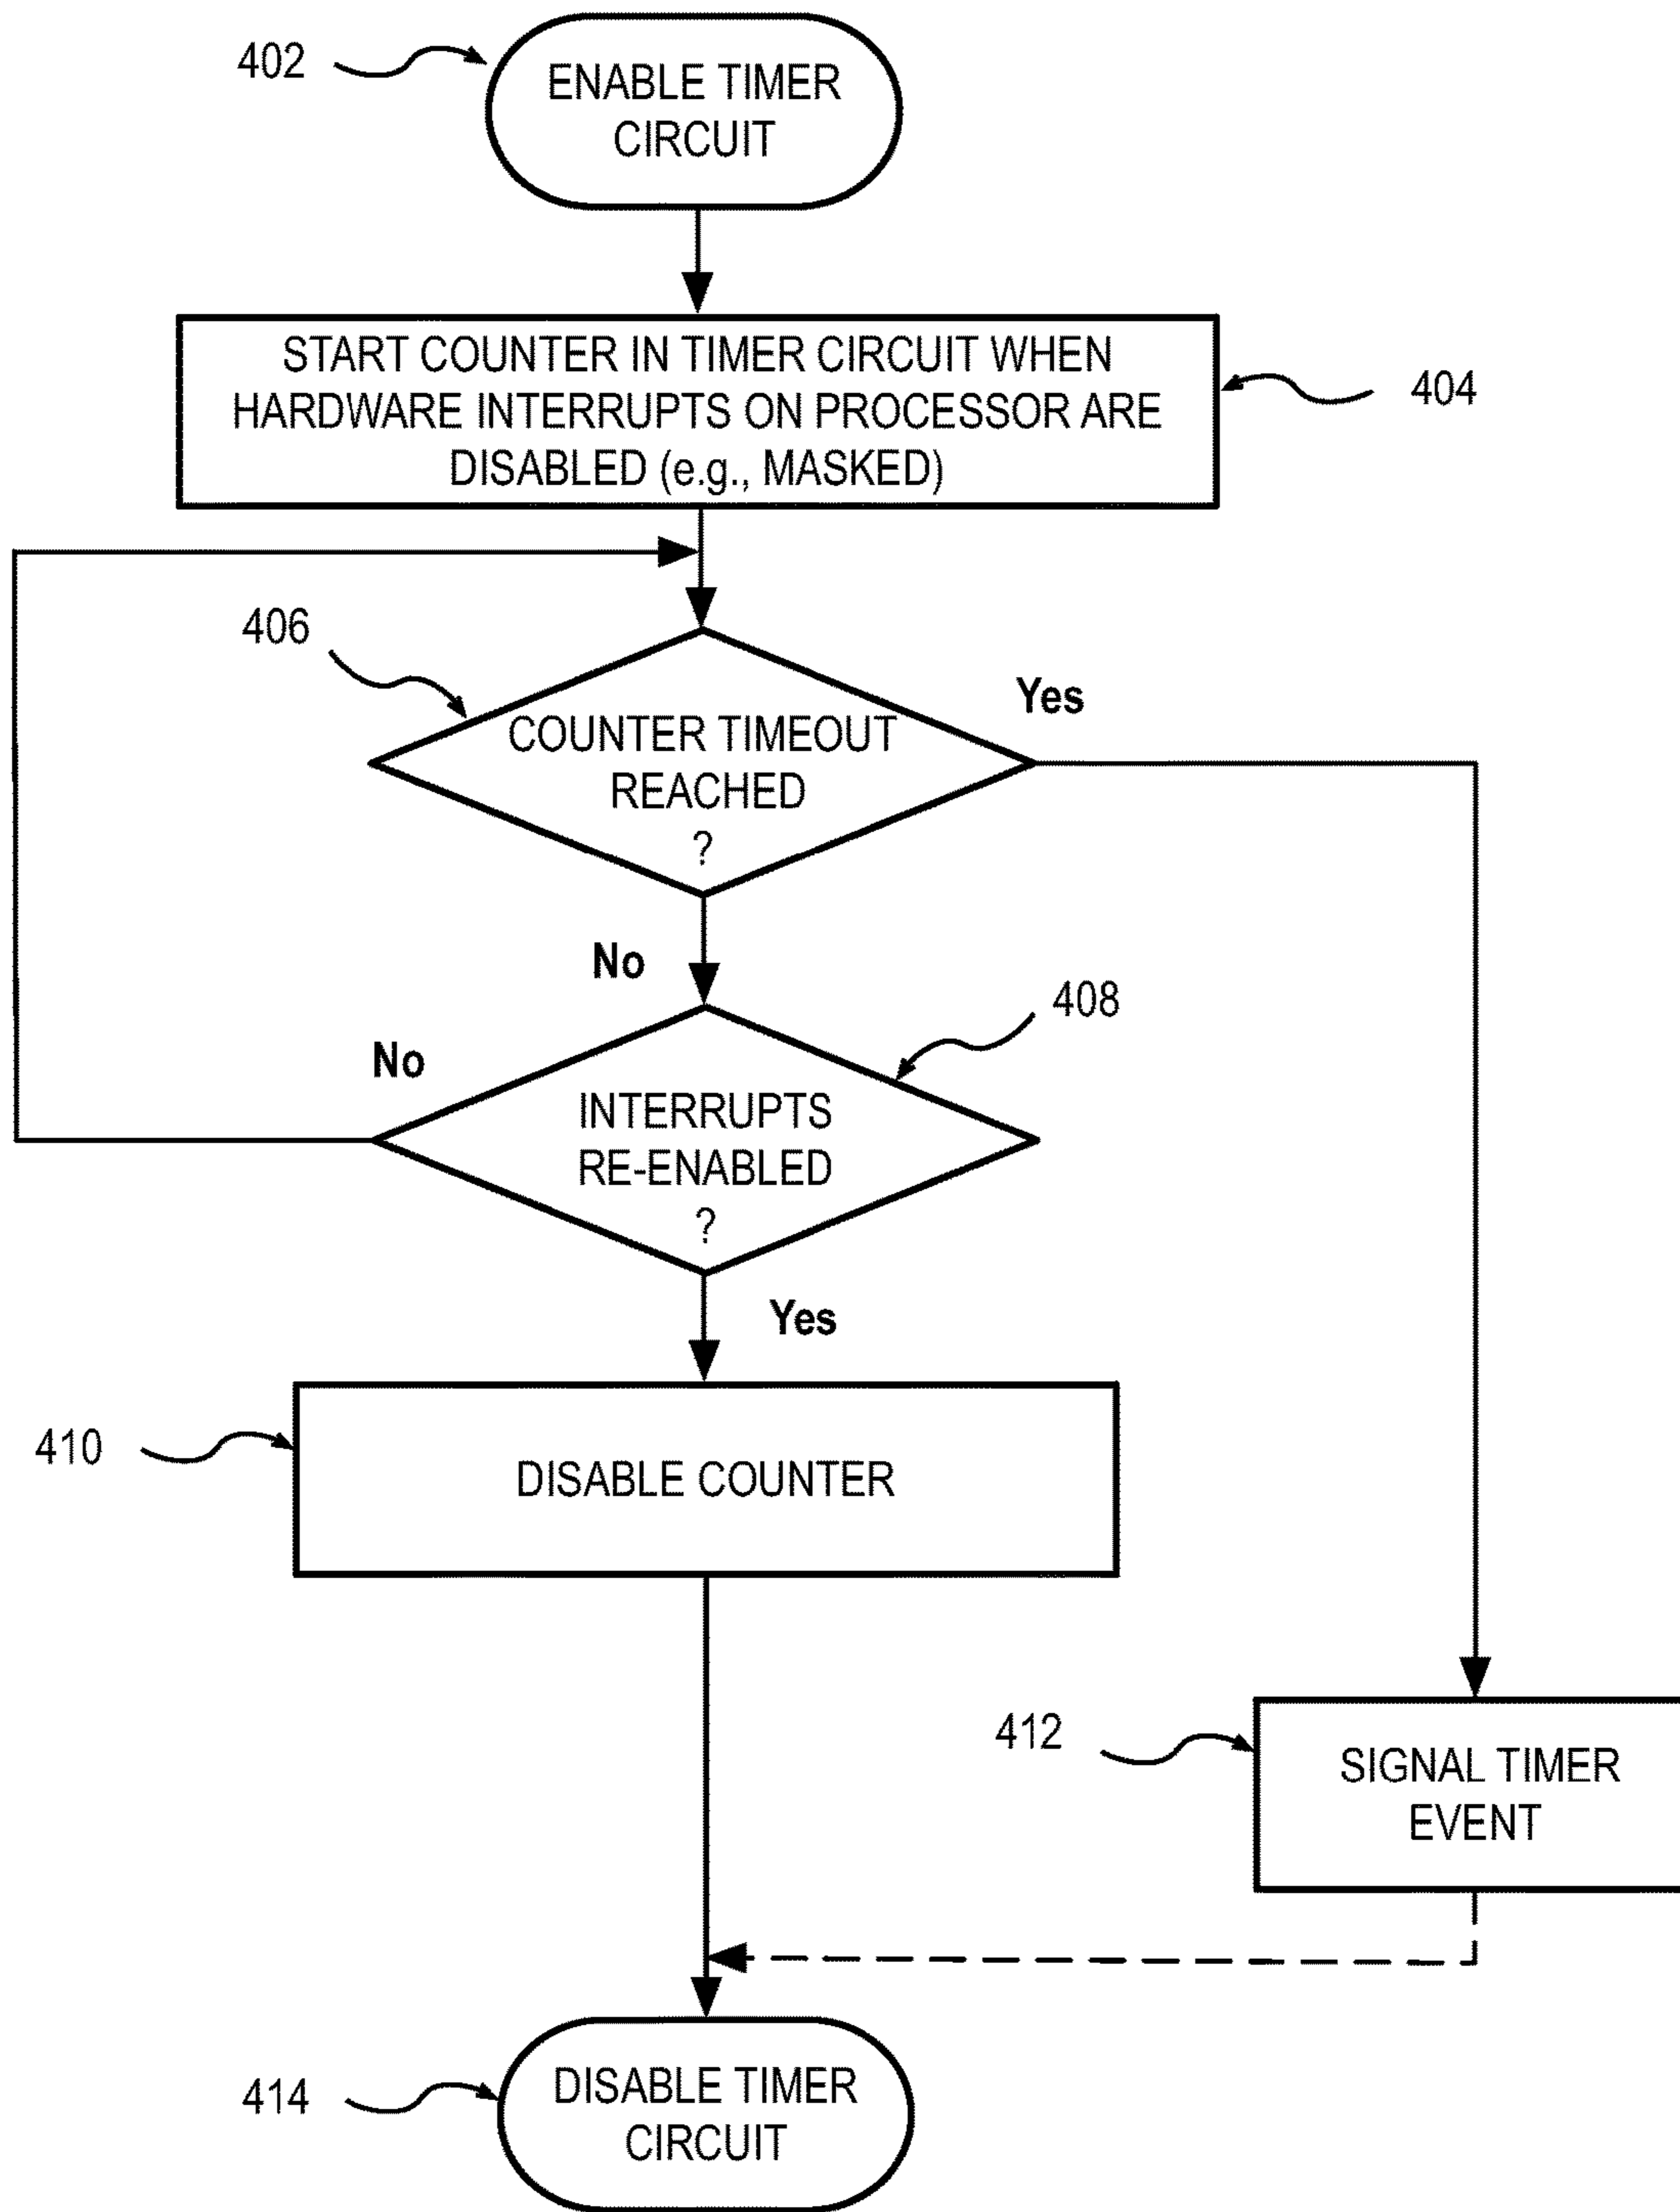 402
ENABLE TIMER
CIRCUIT
START COUNTER IN TIMER CIRCUIT WHEN
HARDWARE INTERRUPTS ON PROCESSOR ARE
DISABLED (e.g., MASKED)
404
406
COUNTER TIMEOUT
REACHED
?
Yes
No
408
No
INTERRUPTS
RE-ENABLED
?
Yes
410
DISABLE COUNTER
412
SIGNAL TIMER
EVENT
414
DISABLE TIMER
CIRCUIT